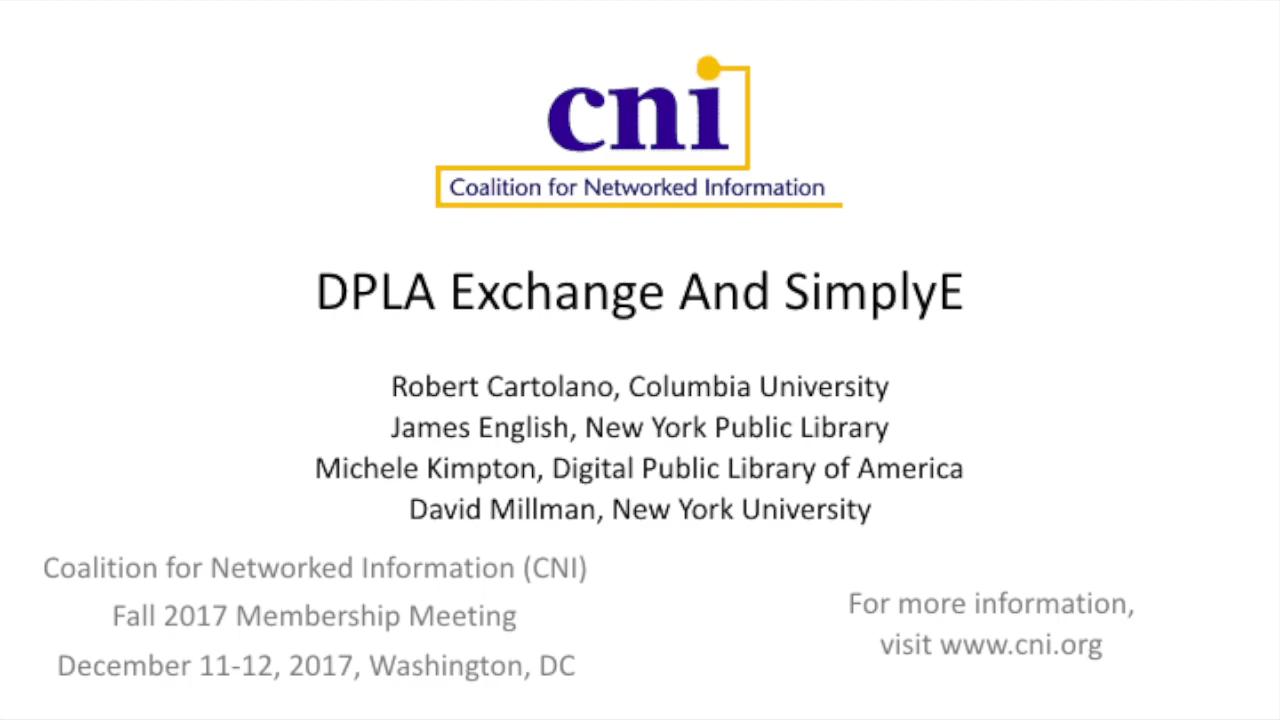 cni
Coalition for Networked Information
DPLA Exchange And SimplyE
Robert Cartolano, Columbia University
James English, New York Public Library
Michele Kimpton, Digital Public Library of America
David Millman, New York University
Coalition for Networked Information (CNI)
Fall 2017 Membership Meeting
December 11-12, 2017, Washington, DC
For more information,
visit www.cni.org